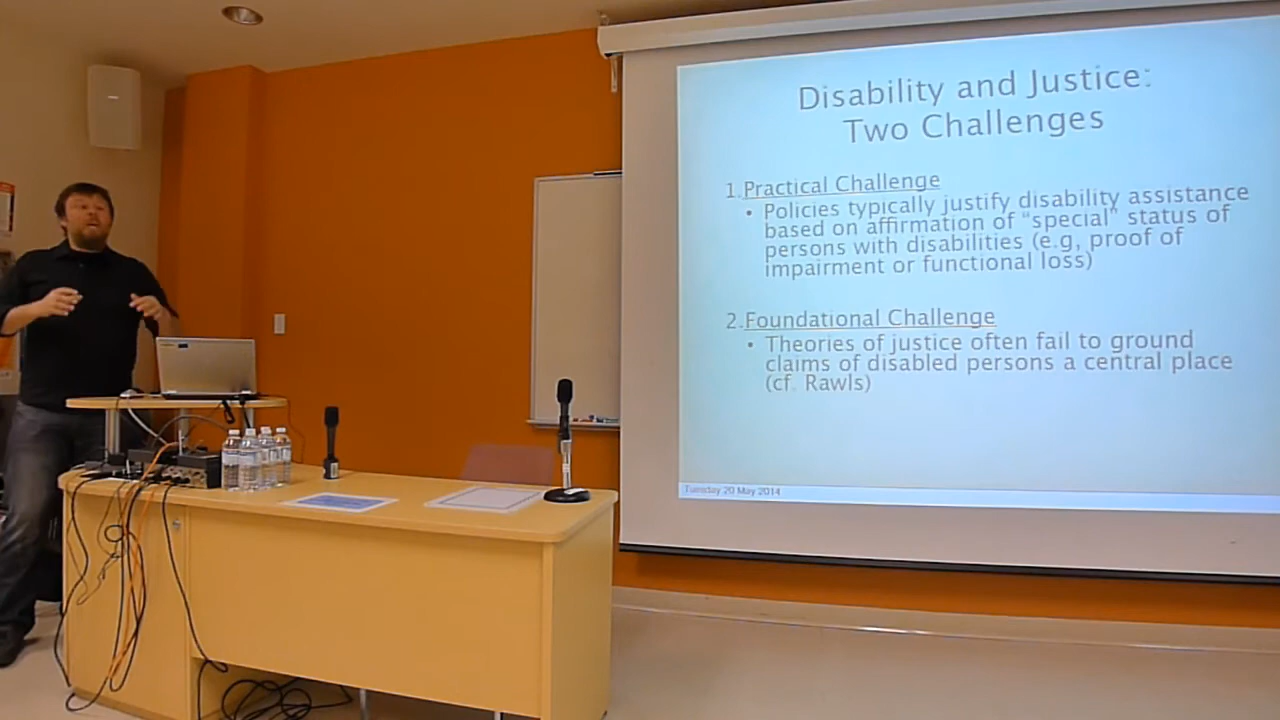 Disability and Justice:
Two Challenges
1. Practical Challenge
• Policies typically justify disability assistance
based on affirmation of “special” status of
persons with disabilities (e.g, proof of
impairment or functional loss)
2. Foundational Challenge
• Theories of justice often fail to ground
claims of disabled persons a central place
(cf. Rawls)
Tuesday 20 May 2014